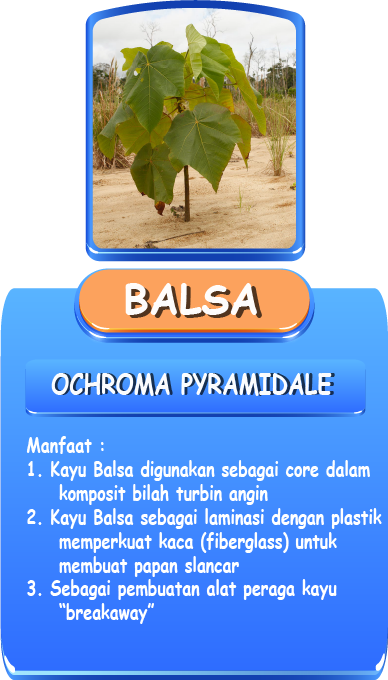 BALSA
OCHROMA PYRAMIDALE
Manfaat :
1. Kayu Balsa digunakan sebagai core dalam
komposit bilah turbin angin
2. Kayu Balsa sebagai laminasi dengan plastik
memperkuat kaca (fiberglass) untuk
membuat papan slancar
3. Sebagai pembuatan alat peraga kayu
“breakaway”